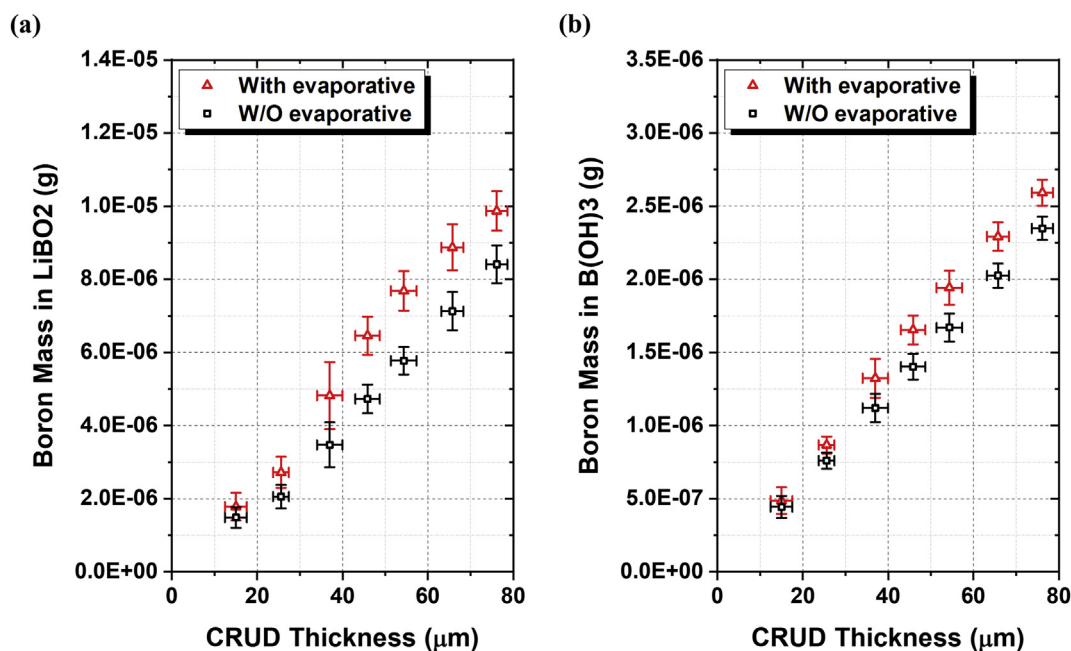 (a)
1.4E-05
1.2E-05
1.0E-05
8.0E-06
6.0E-06
4.0E-06
2.0E-06
0.0E+00
Boron Mass in LiBO2 (g)
With evaporative
W/O evaporative
0 20 40 60 80
CRUD Thickness (μm)
(b)
3.5E-06
3.0E-06
2.5E-06
2.0E-06
1.5E-06
1.0E-06
5.0E-07
0.0E+00
Boron Mass in B(OH)3 (g)
With evaporative
W/O evaporative
0 20 40 60 80
CRUD Thickness (μm)